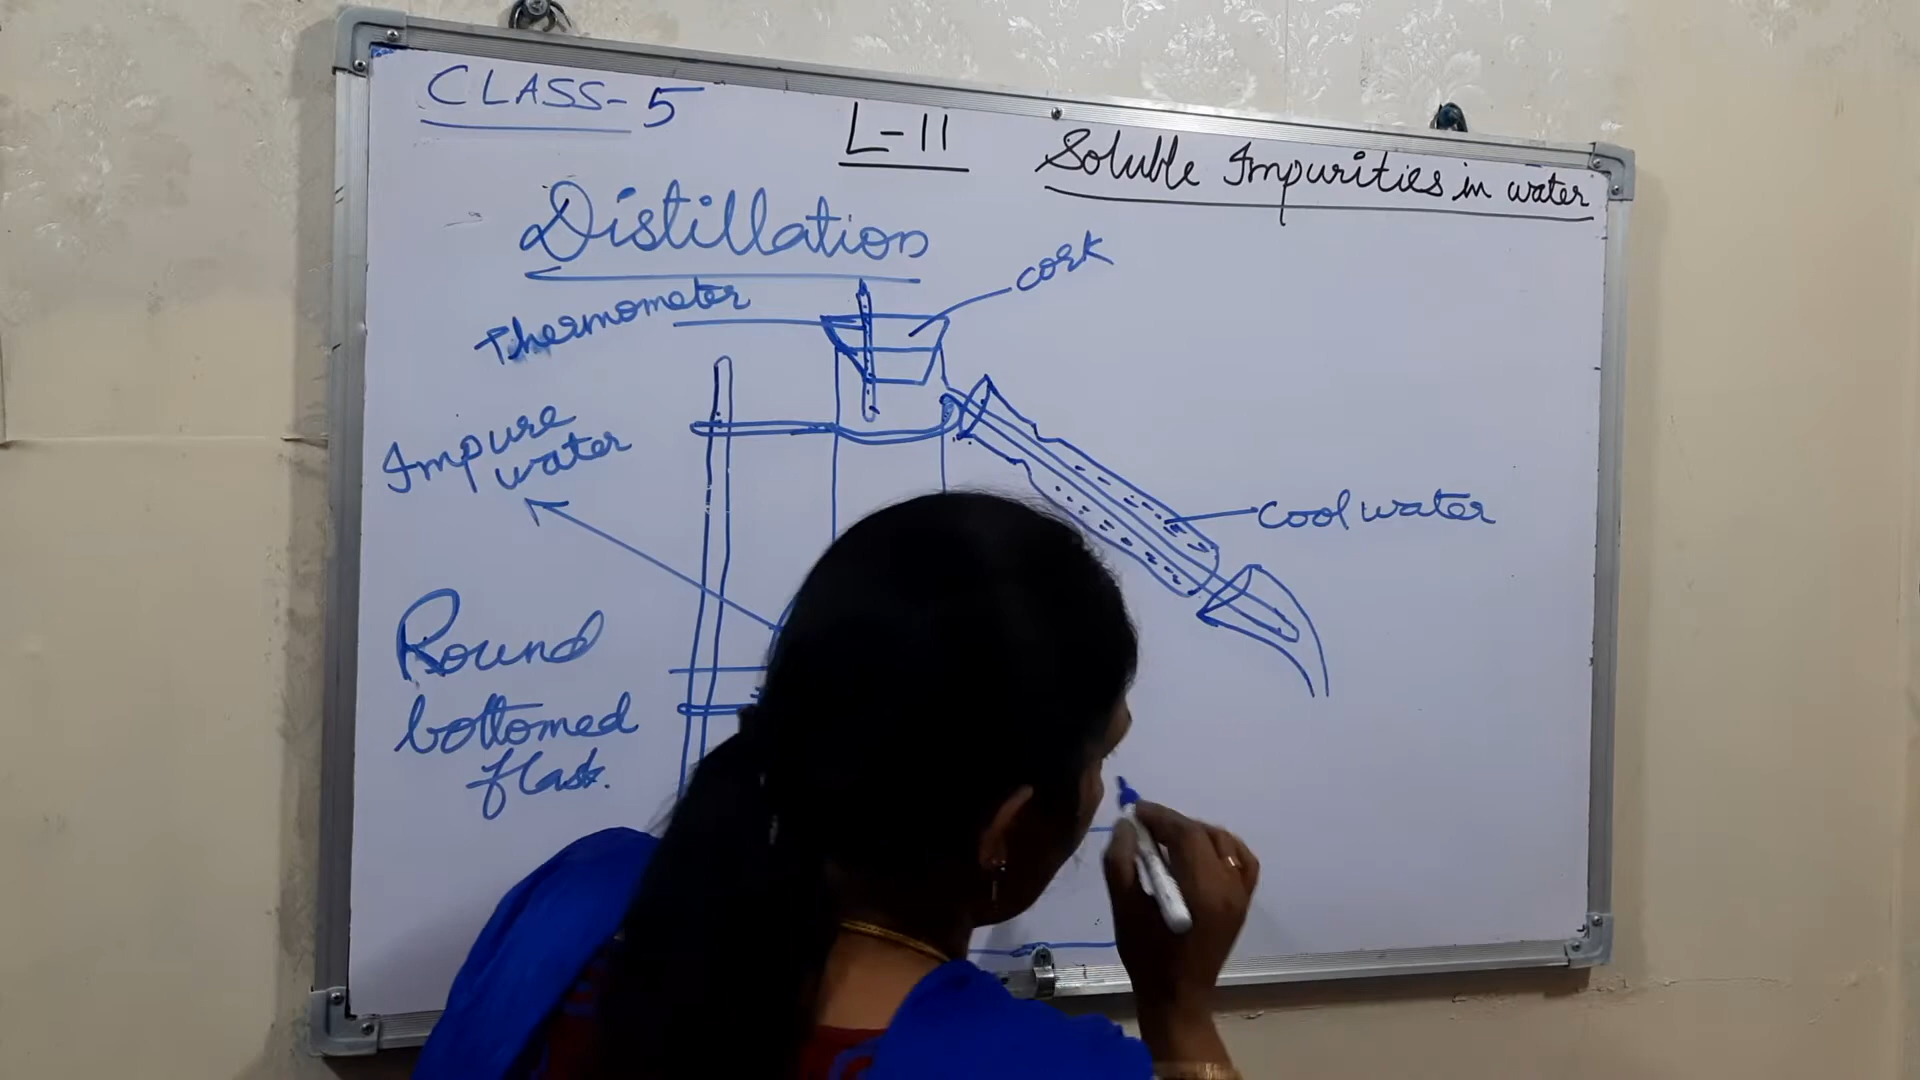 CLASS-5
L-11
Soluble Impurities in water
Distillation
cork
Thermometer
Impure
water
cool water
Round
bottomed
flask.